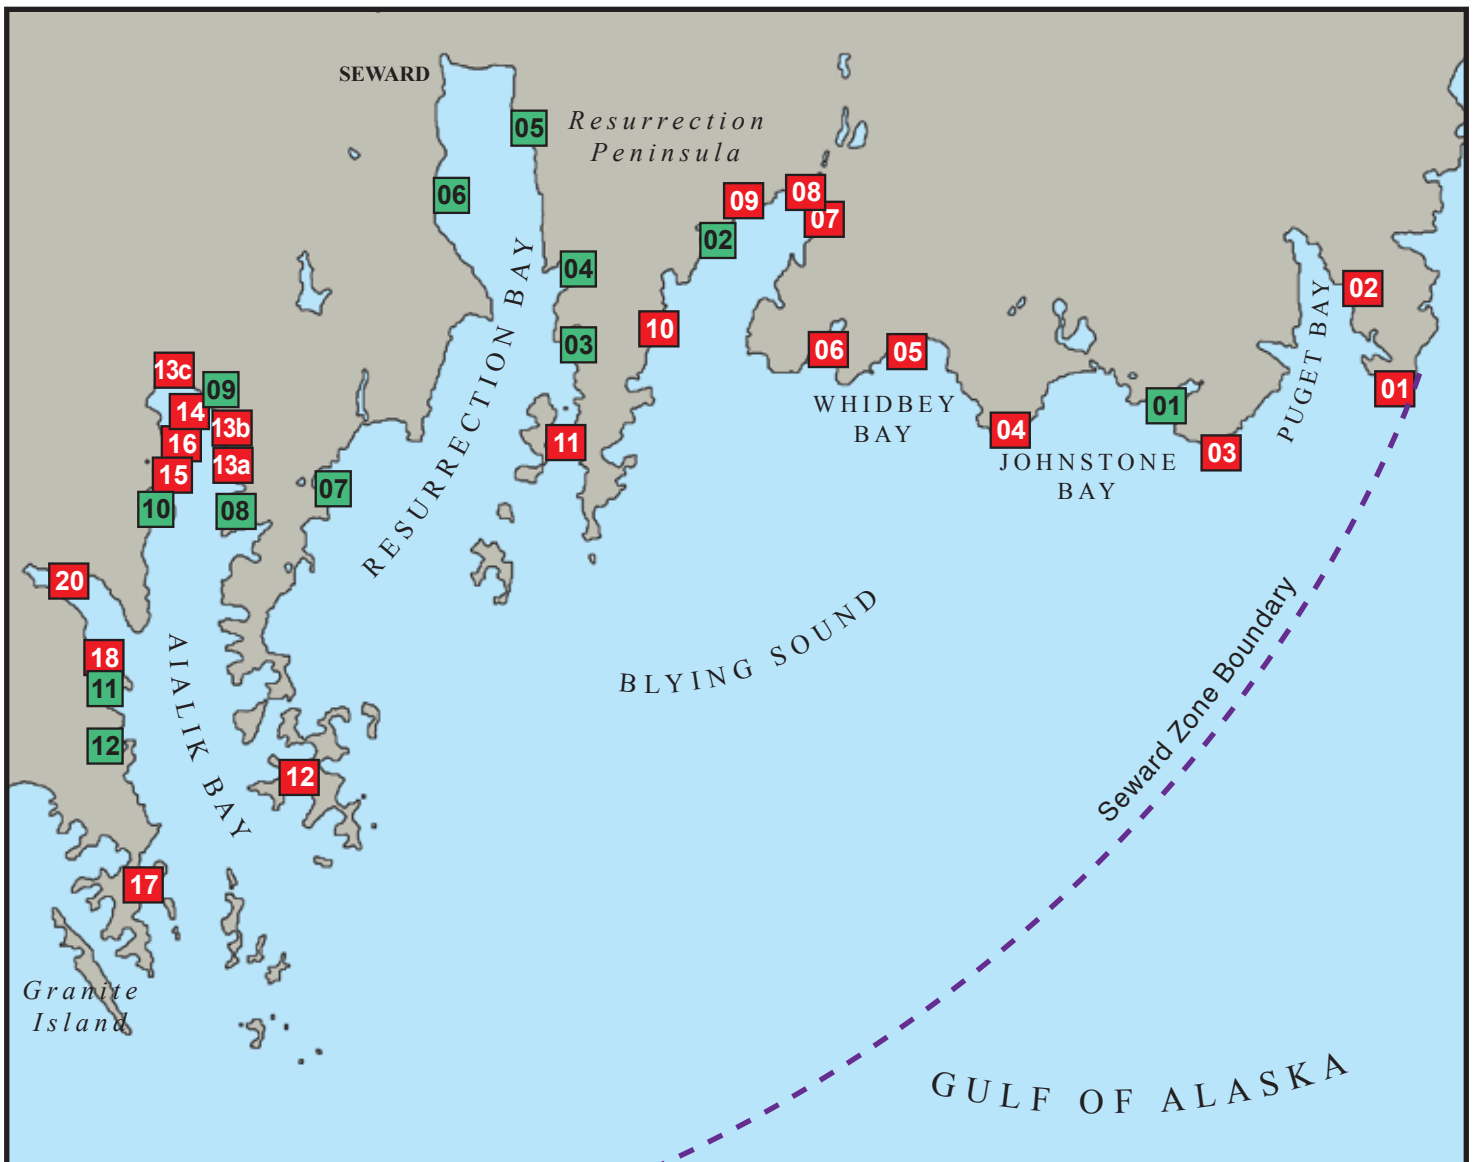 SEWARD
05
Resurrection
Peninsula
06
09
08
07
02
04
02
10
03
06
05
01
13c
09
14
13b
16
13a
15
10
08
07
11
WHIDBEY
BAY
04
01
03
JOHNSTONE
BAY
PUGET BAY
RESURRECTION BAY
20
18
11
12
AIALIK BAY
12
BLYING SOUND
Seward Zone Boundary
17
Granite
Island
GULF OF ALASKA